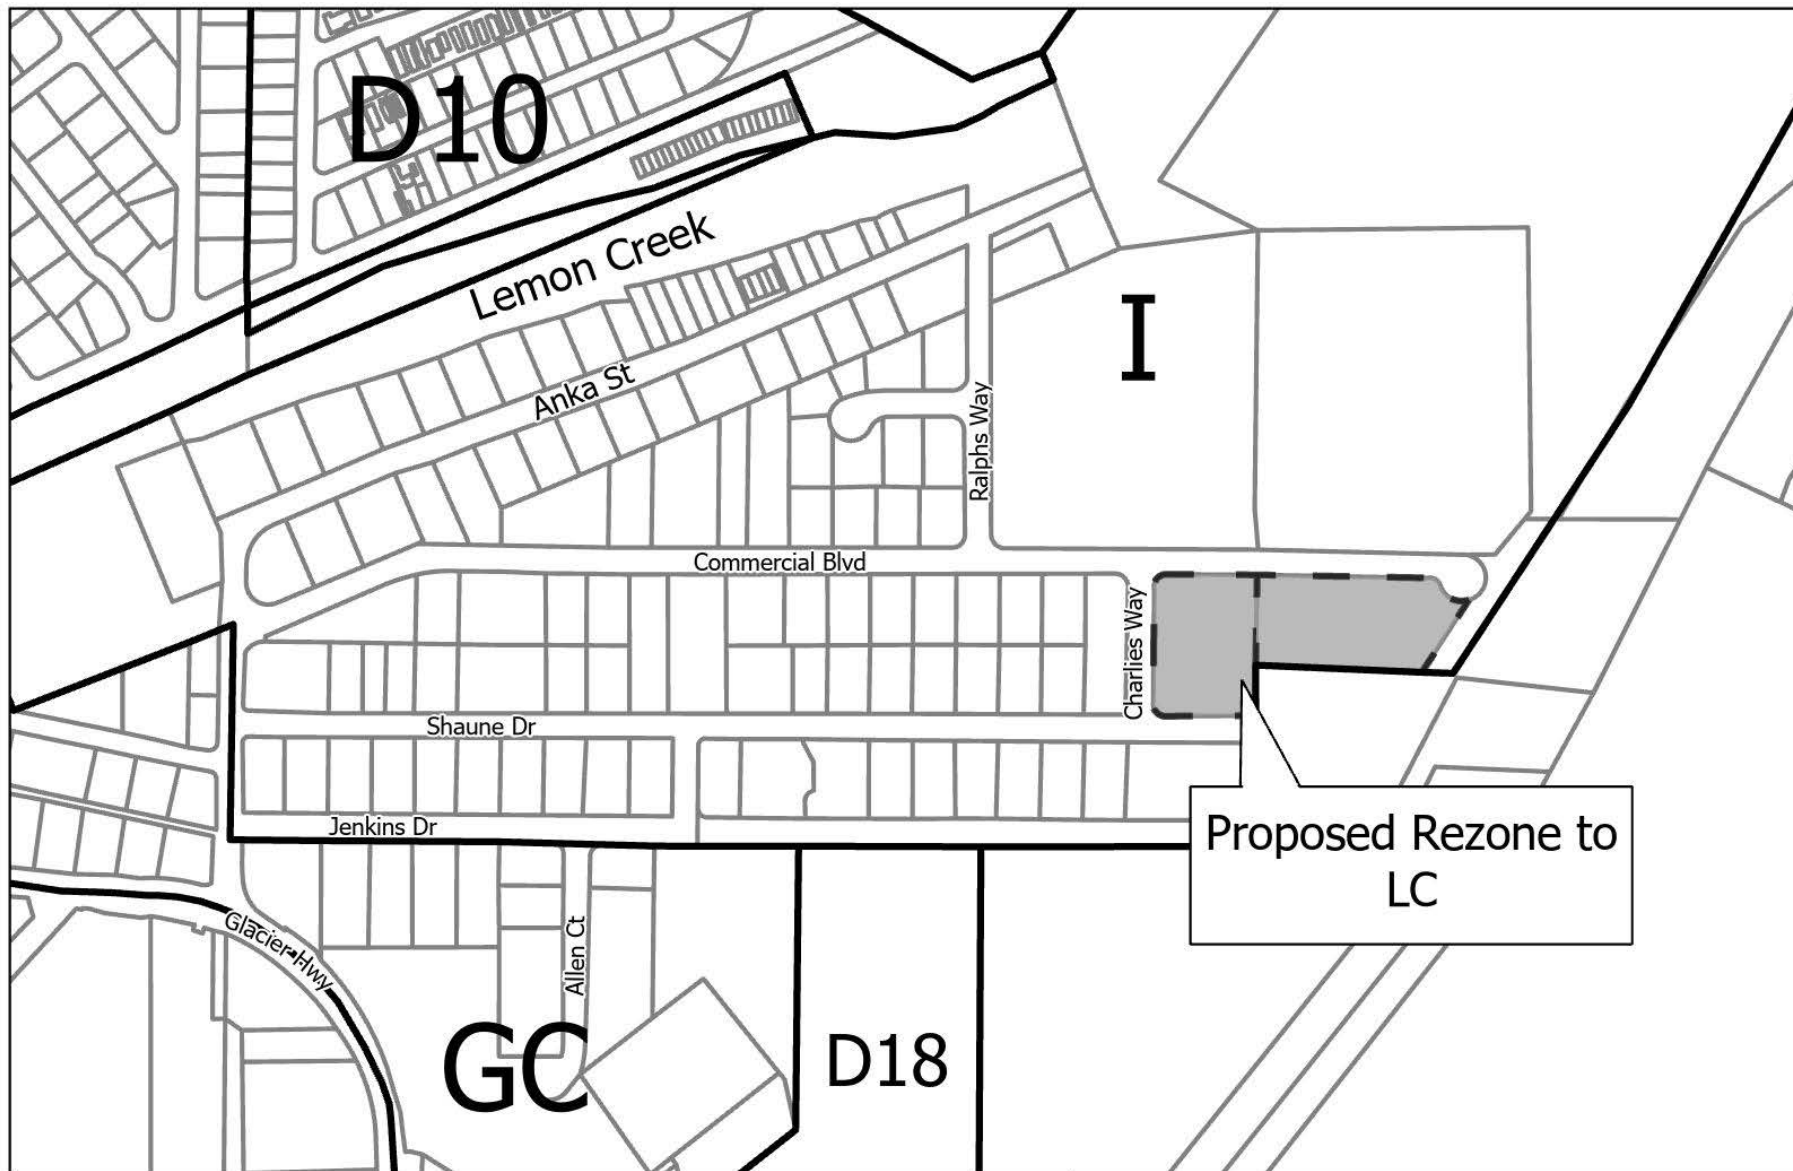 D10
Lemon Creek
I
Anka St
Ralphs Way
Commercial Blvd
Charlies Way
Shaune Dr
Jenkins Dr
Proposed Rezone to
LC
Glacier Hwy
Allen Ct
GC
D18